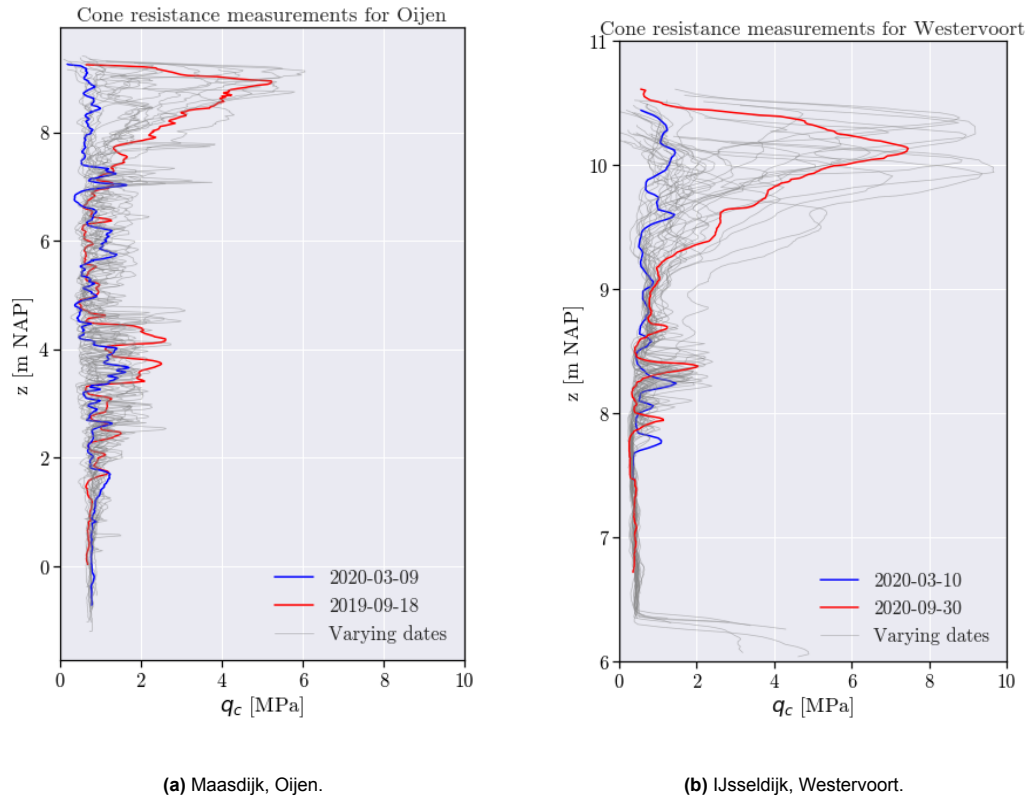 Cone resistance measurements for Oijen
z [m NAP]
8
6
4
2
0
0 2 4 6 8 10
q_c [MPa]
2020-03-09
2019-09-18
Varying dates
(a) Maasdijk, Oijen.
Cone resistance measurements for Westervoort
z [m NAP]
11
10
9
8
7
6
0 2 4 6 8 10
q_c [MPa]
2020-03-10
2020-09-30
Varying dates
(b) IJsseldijk, Westervoort.